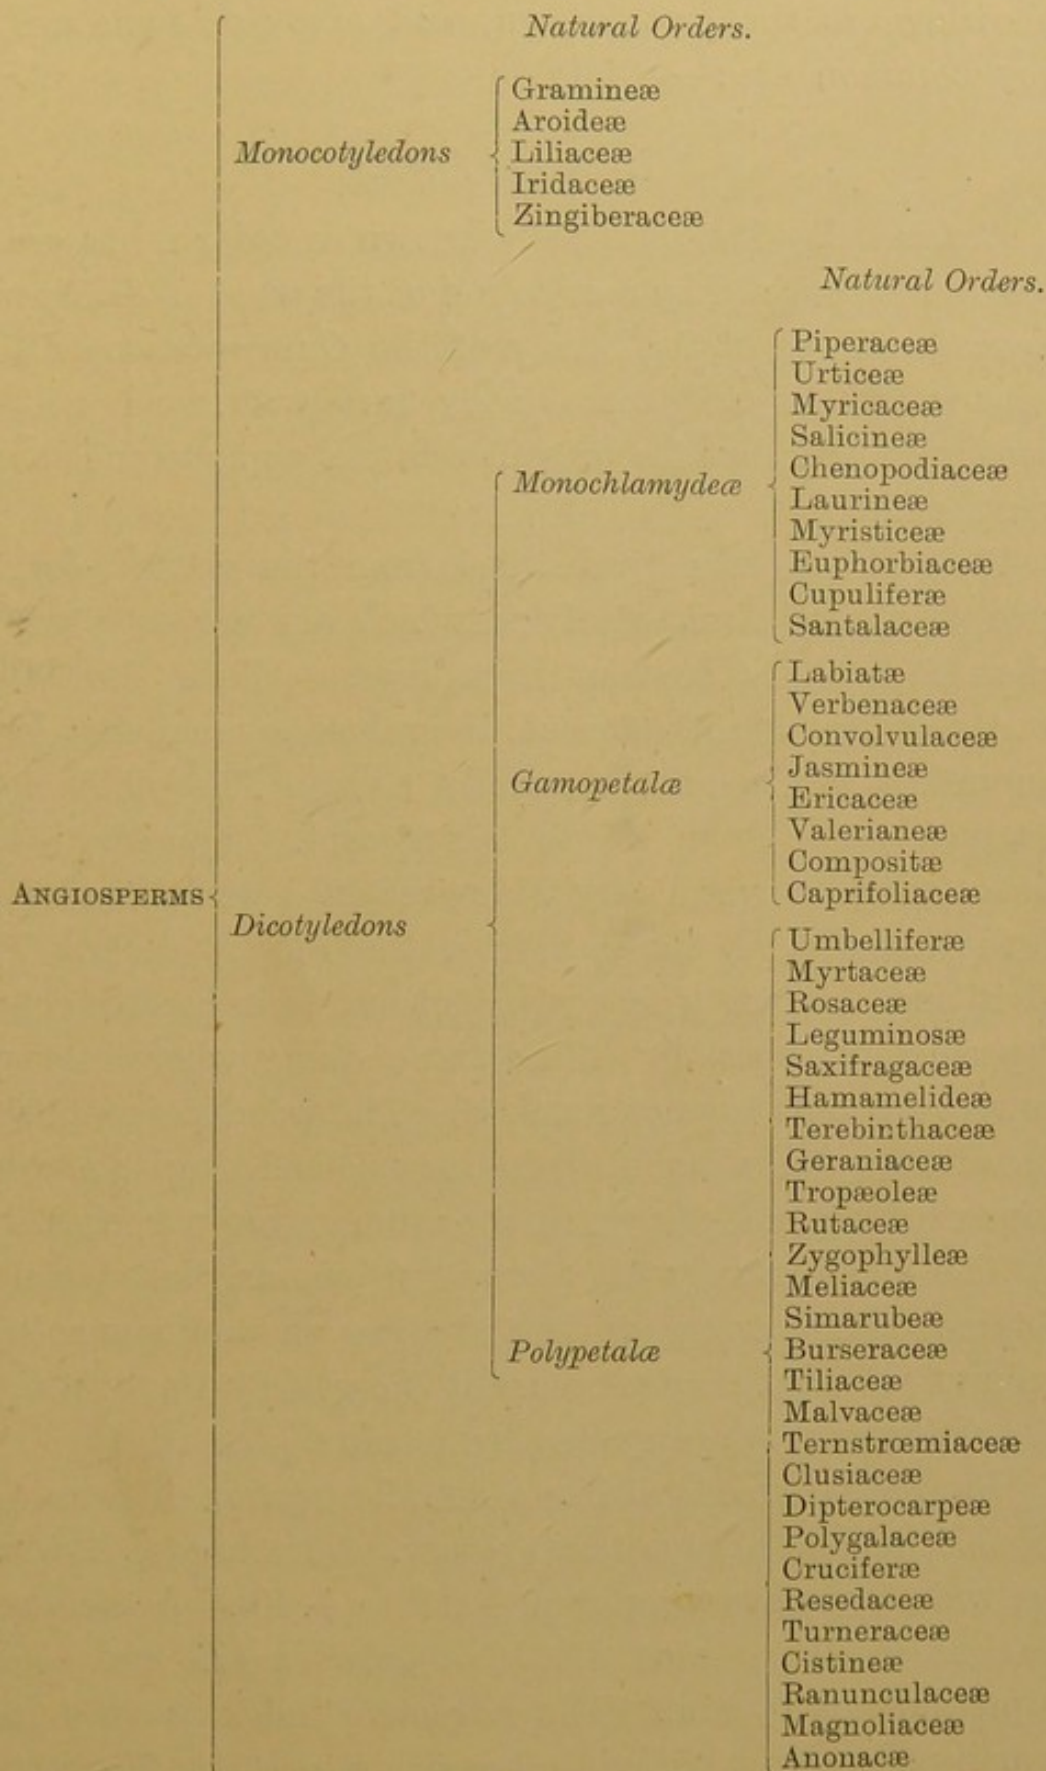 Natural Orders.
Gramineæ
Aroideæ
Monocotyledons
Liliaceæ
Iridaceæ
Zingiberaceæ
Natural Orders.
Piperaceæ
Urticeæ
Myricaceæ
Salicineæ
Chenopodiaceæ
Monochlamydeæ
Laurineæ
Myristiceæ
Euphorbiaceæ
Cupuliferæ
Santalaceæ
Labiatæ
Verbenaceæ
Convolvulaceæ
Jasmineæ
Gamopetalæ
Ericaceæ
Valerianeæ
Compositæ
Caprifoliaceæ
ANGIOSPERMS
Dicotyledons
Umbelliferæ
Myrtaceæ
Rosaceæ
Leguminosæ
Saxifragaceæ
Hamamelideæ
Terebinthaceæ
Geraniaceæ
Tropæoleæ
Rutaceæ
Zygophylleæ
Meliaceæ
Simarubeæ
Polypetalæ
Burseraceæ
Tiliaceæ
Malvaceæ
Ternstrœmiaceæ
Clusiaceæ
Dipterocarpeæ
Polygalaceæ
Cruciferæ
Resedaceæ
Turneraceæ
Cistineæ
Ranunculaceæ
Magnoliaceæ
Anonacæ